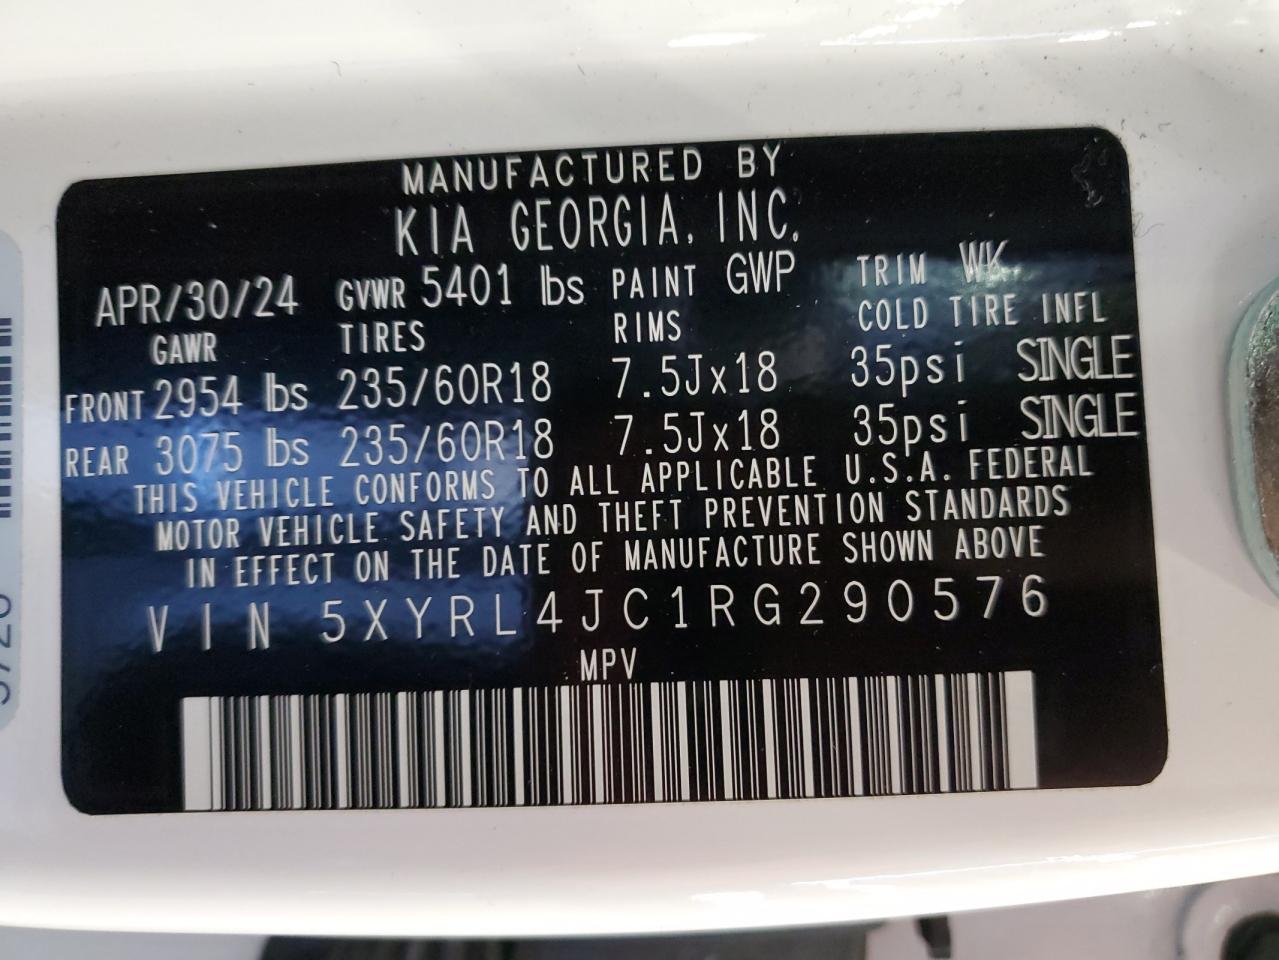 MANUFACTURED BY
KIA GEORGIA, INC.
APR/30/24 GVWR 5401 lbs PAINT GWP TRIM WK
GAWR TIRES RIMS COLD TIRE INFL
FRONT 2954 lbs 235/60R18 7.5Jx18 35psi SINGLE
REAR 3075 lbs 235/60R18 7.5Jx18 35psi SINGLE
THIS VEHICLE CONFORMS TO ALL APPLICABLE U.S.A. FEDERAL
MOTOR VEHICLE SAFETY AND THEFT PREVENTION STANDARDS
IN EFFECT ON THE DATE OF MANUFACTURE SHOWN ABOVE
VIN 5XYRL4JC1RG290576
MPV